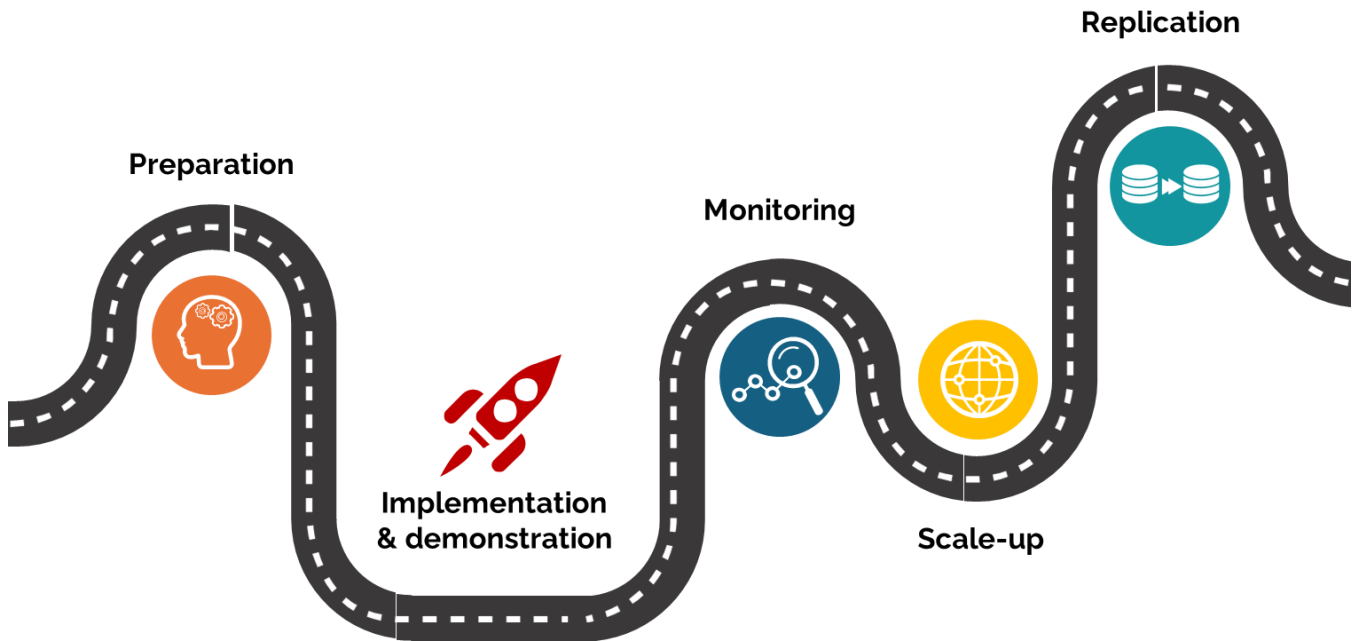 Preparation
Implementation
& demonstration
Monitoring
Scale-up
Replication